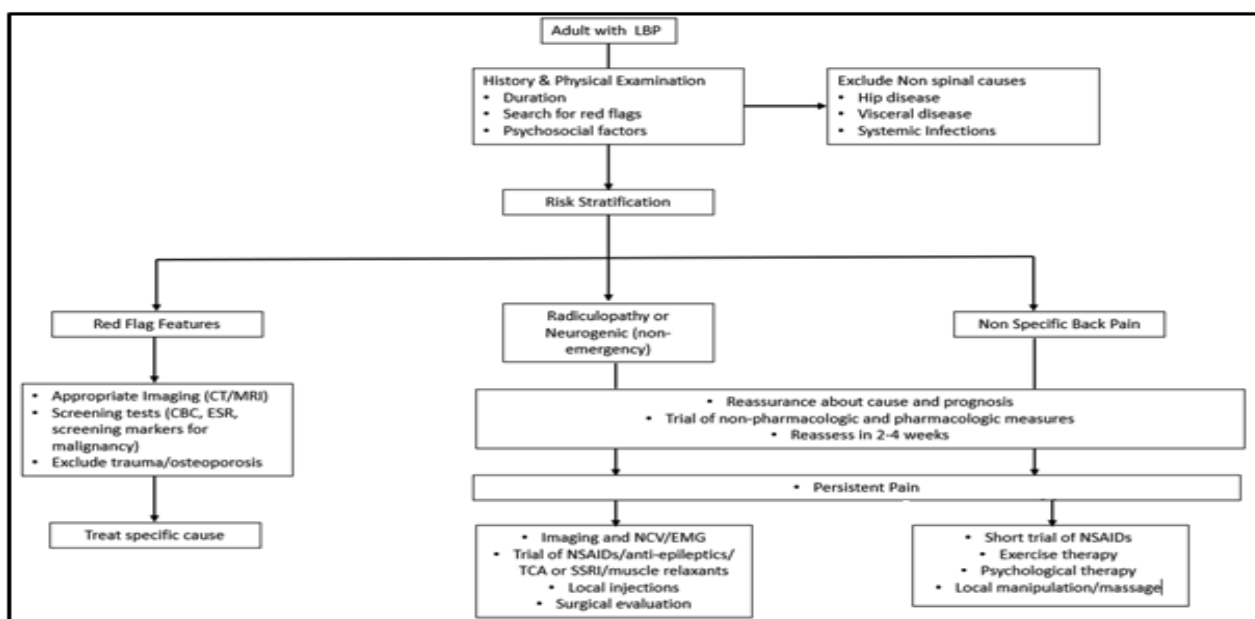 Adult with LBP
History & Physical Examination
• Duration
• Search for red flags
• Psychosocial factors
Exclude Non spinal causes
• Hip disease
• Visceral disease
• Systemic Infections
Risk Stratification
Red Flag Features
Radiculopathy or
Neurogenic (non-
emergency)
Non Specific Back Pain
• Appropriate Imaging (CT/MRI)
• Screening tests (CBC, ESR,
screening markers for
malignancy)
• Exclude trauma/osteoporosis
• Reassurance about cause and prognosis
• Trial of non-pharmacologic and pharmacologic measures
• Reassess in 2-4 weeks
• Persistent Pain
Treat specific cause
• Imaging and NCV/EMG
• Trial of NSAIDs/anti-epileptics/
TCA or SSRI/muscle relaxants
• Local injections
• Surgical evaluation
• Short trial of NSAIDs
• Exercise therapy
• Psychological therapy
• Local manipulation/massage